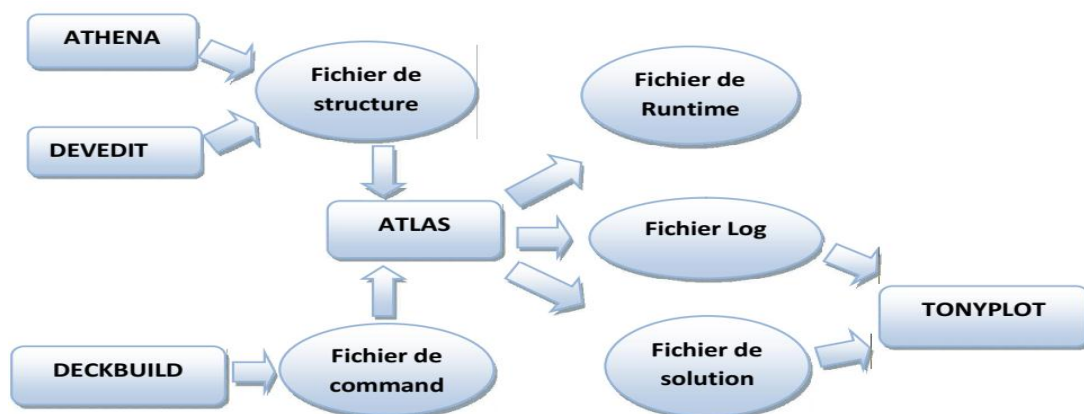 ATHENA
Fichier de
structure
Fichier de
Runtime
DEVEDIT
ATLAS
Fichier Log
TONYPLOT
DECKBUILD
Fichier de
command
Fichier de
solution